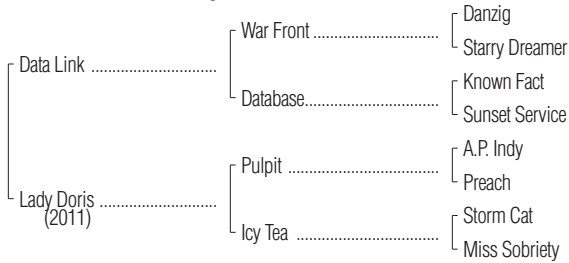 Danzig
War Front ....................................
Starry Dreamer
Data Link ....................................
Known Fact
Database....................................
Sunset Service
A.P. Indy
Pulpit ....................................
Preach
Lady Doris ....................................
(2011)
Storm Cat
Icy Tea ....................................
Miss Sobriety